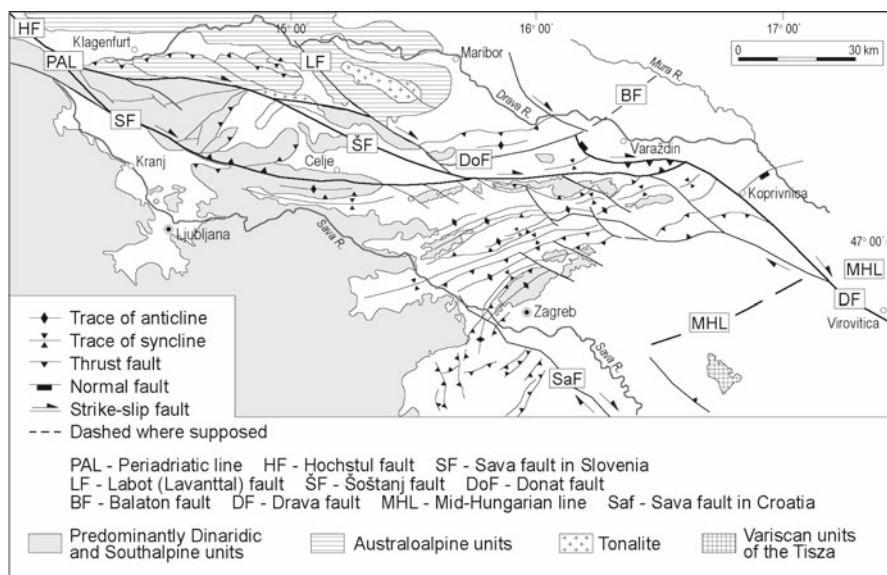 HF
Klagenfurt
15° 00'
16° 00'
17° 00'
PAL
LF
Maribor
0 30 km
Mura R.
BF
Drava R.
SF
ŠF
DoF
Varaždin
Kranj
Celje
Koprivnica
Ljubljana
Sava R.
47° 00'
MHL
DF
Zagreb
MHL
Virovitica
Sava R.
SaF
Trace of anticline
Trace of syncline
Thrust fault
Normal fault
Strike-slip fault
Dashed where supposed
PAL - Periadriatic line HF - Hochstul fault SF - Sava fault in Slovenia
LF - Labot (Lavanttal) fault ŠF - Šoštanj fault DoF - Donat fault
BF - Balaton fault DF - Drava fault MHL - Mid-Hungarian line Saf - Sava fault in Croatia
Predominantly Dinaridic
and Southalpine units
Australoalpine units
Tonalite
Variscan units
of the Tisza